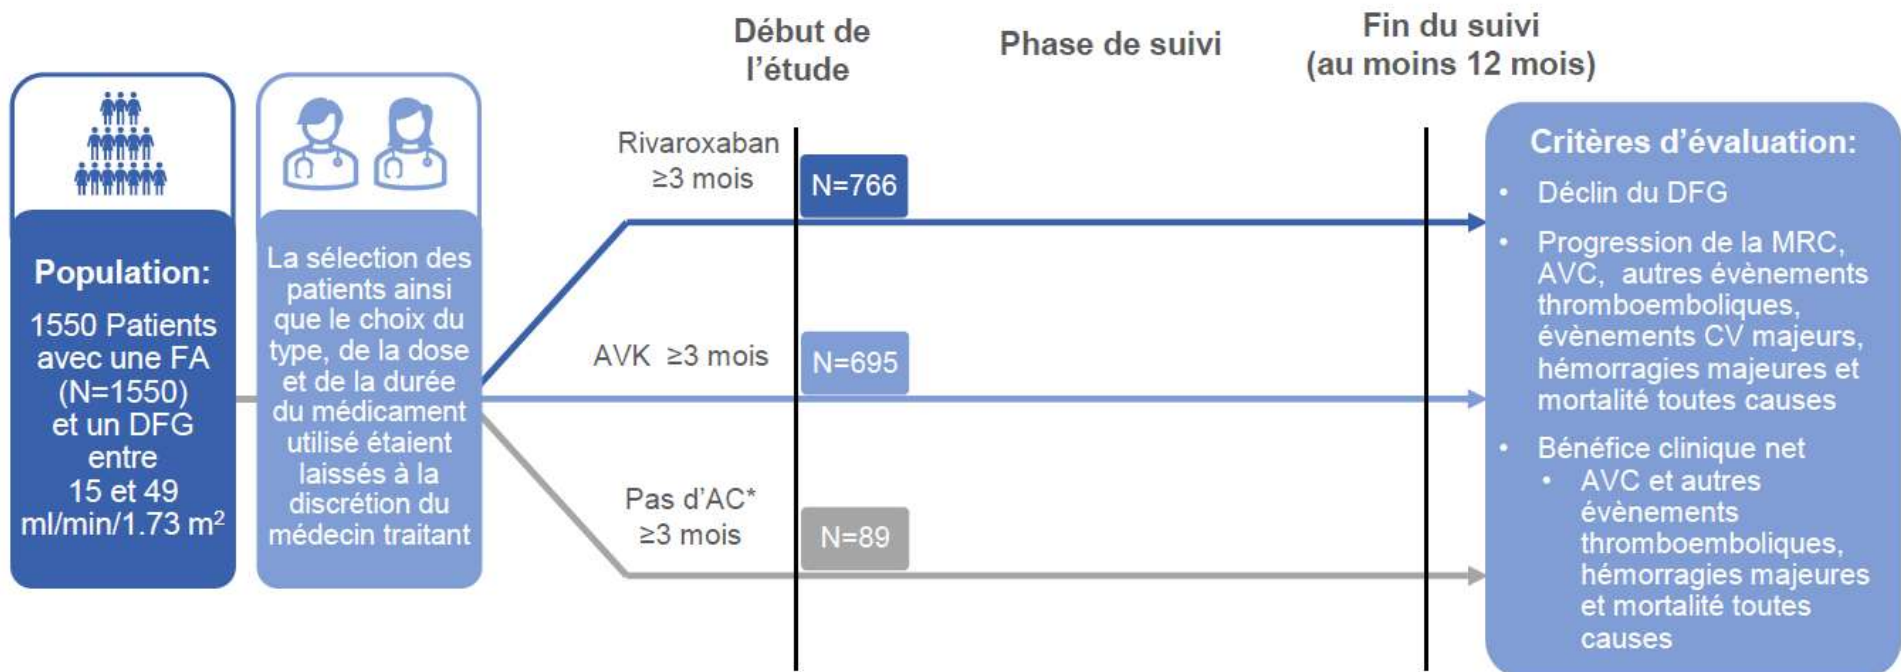 Début de
l'étude
Phase de suivi
Fin du suivi
(au moins 12 mois)
Population:
1550 Patients
avec une FA
(N=1550)
et un DFG
entre
15 et 49
ml/min/1.73 m²
La sélection des
patients ainsi
que le choix du
type, de la dose
et de la durée
du médicament
utilisé étaient
laissés à la
discrétion du
médecin traitant
Rivaroxaban
≥3 mois
N=766
AVK ≥3 mois
N=695
Pas d'AC*
≥3 mois
N=89
Critères d'évaluation:
• Déclin du DFG
• Progression de la MRC,
AVC, autres évènements
thromboemboliques,
évènements CV majeurs,
hémorragies majeures et
mortalité toutes causes
• Bénéfice clinique net
• AVC et autres
évènements
thromboemboliques,
hémorragies majeures
et mortalité toutes
causes